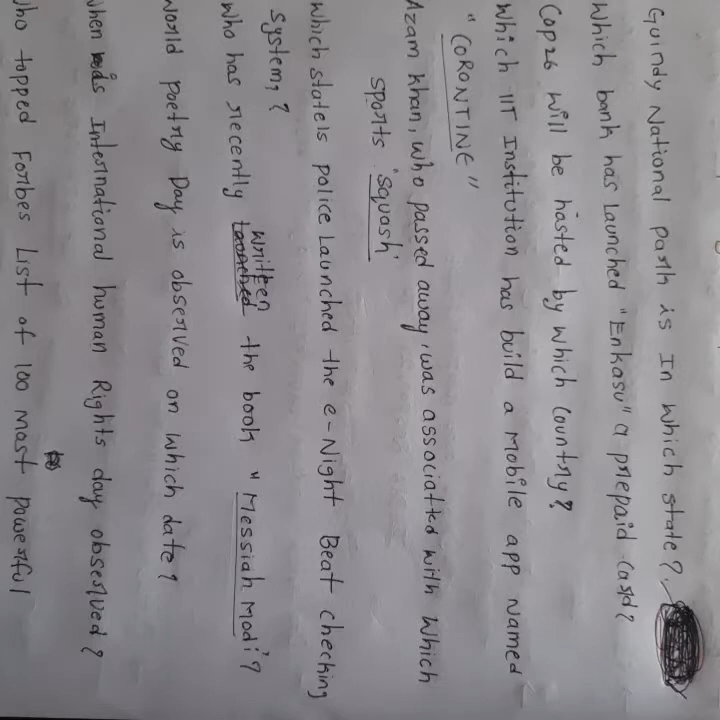 Guindy National park is In which state?
Which bank has Launched "Enkasu" a prepaid card?
Cop26 will be hosted by which Country?
Which IIT Institution has build a mobile app named
"CORONTINE"
Azam khan, who passed away, was associatted with which
sports "squash"
which states police Launched the e-Night Beat checking
system,?
written
who has recently Launched the book "Messiah Modi'?
world poetry Day is observed on which date?
when is International human Rights day observed?
who topped Forbes List of 100 most powerful